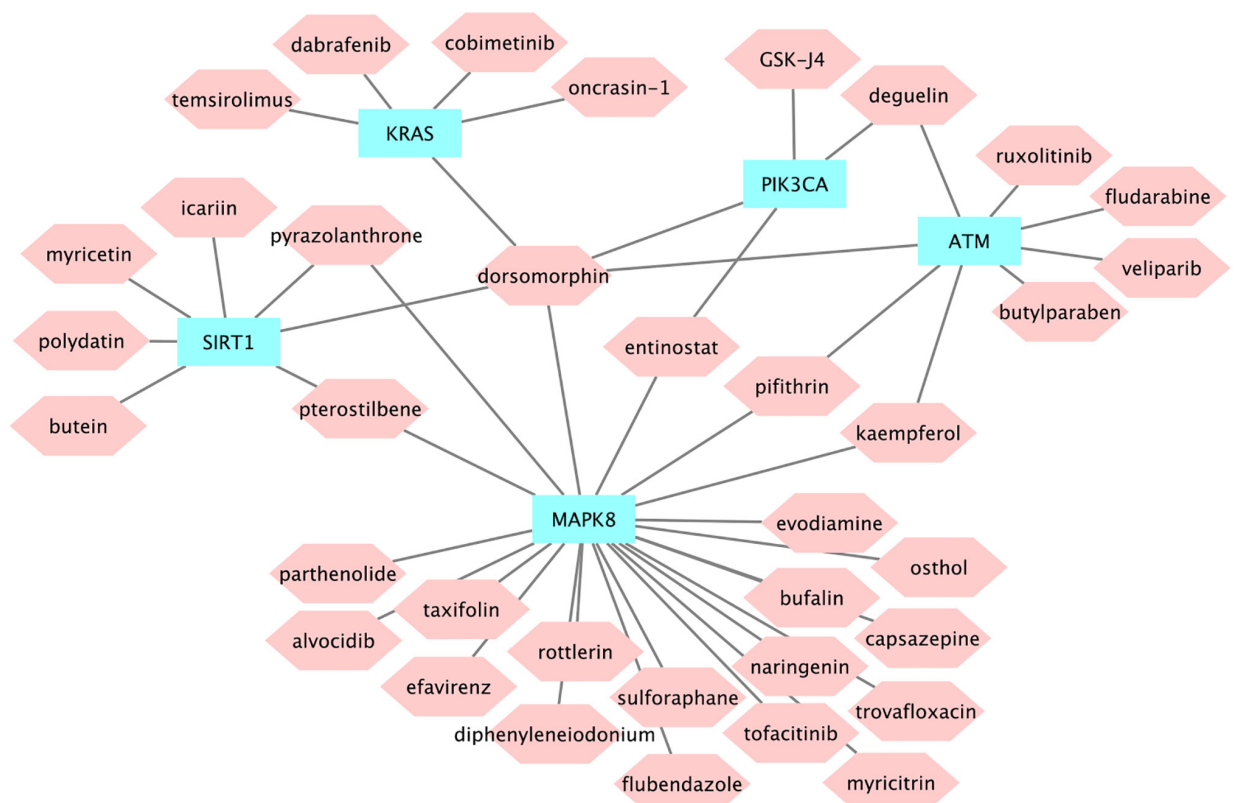 dabrafenib
cobimetinib
GSK-J4
temsirolimus
oncrasin-1
deguelin
KRAS
ruxolitinib
PIK3CA
fludarabine
icariin
pyrazolanthrone
ATM
myricetin
dorsomorphin
veliparib
butylparaben
polydatin
SIRT1
entinostat
pifithrin
butein
pterostilbene
kaempferol
MAPK8
evodiamine
parthenolide
osthol
taxifolin
bufalin
alvocidib
capsazepine
rottlerin
naringenin
efavirenz
sulforaphane
trovafloxacin
diphenyleneiodonium
tofacitinib
flubendazole
myricitrin